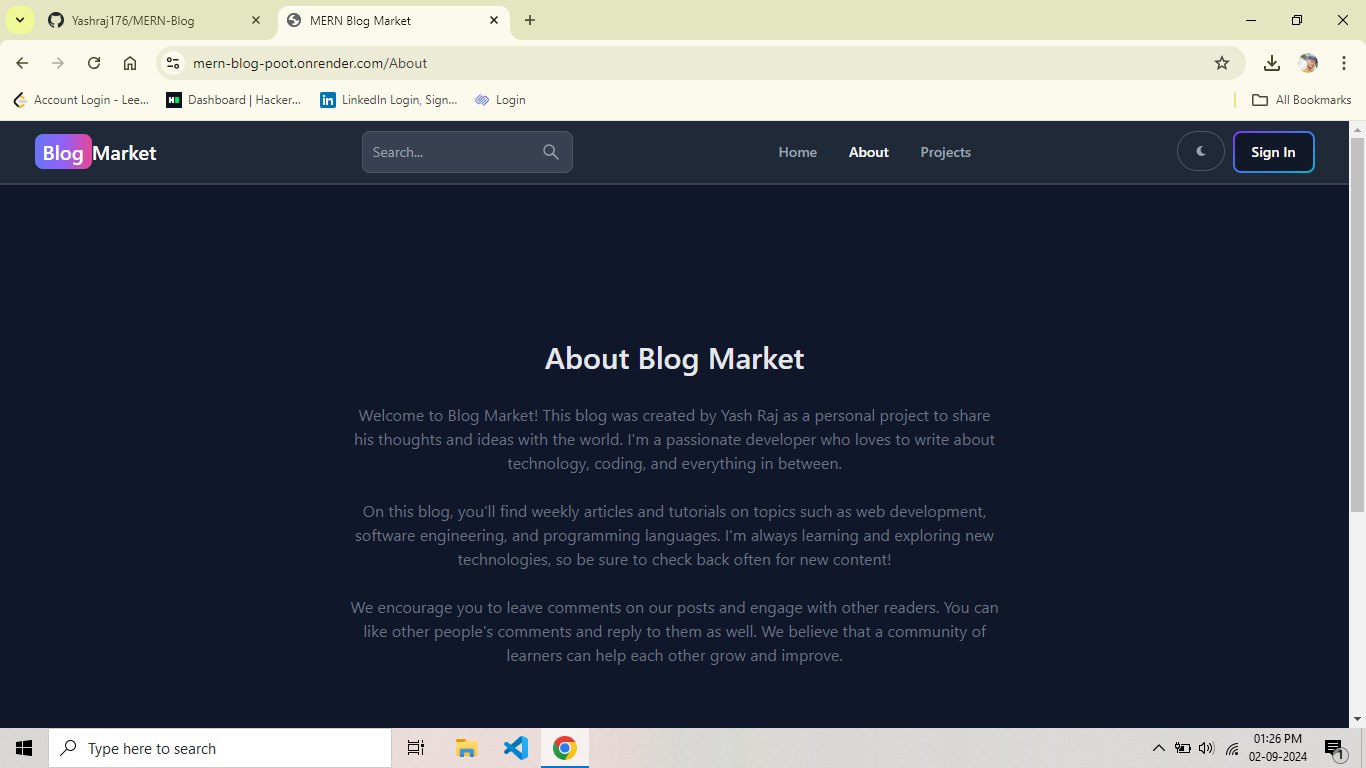 Yashraj176/MERN-Blog
MERN Blog Market
mern-blog-poot.onrender.com/About
Account Login - Lee...
Dashboard | Hacker...
LinkedIn Login, Sign...
Login
All Bookmarks
Blog Market
Search...
Home
About
Projects
Sign In
About Blog Market
Welcome to Blog Market! This blog was created by Yash Raj as a personal project to share
his thoughts and ideas with the world. I'm a passionate developer who loves to write about
technology, coding, and everything in between.
On this blog, you'll find weekly articles and tutorials on topics such as web development,
software engineering, and programming languages. I'm always learning and exploring new
technologies, so be sure to check back often for new content!
We encourage you to leave comments on our posts and engage with other readers. You can
like other people's comments and reply to them as well. We believe that a community of
learners can help each other grow and improve.
Type here to search
01:26 PM
02-09-2024
1